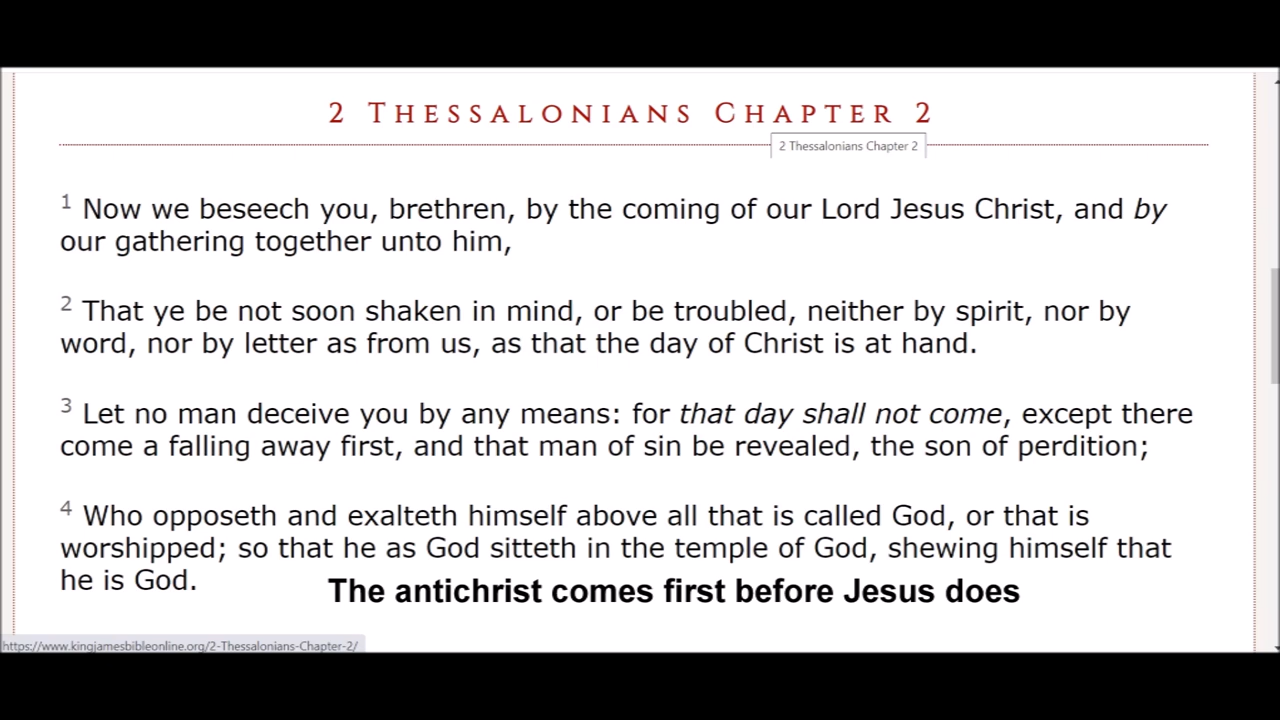 2 Thessalonians Chapter 2
2 Thessalonians Chapter 2
1 Now we beseech you, brethren, by the coming of our Lord Jesus Christ, and by
our gathering together unto him,
2 That ye be not soon shaken in mind, or be troubled, neither by spirit, nor by
word, nor by letter as from us, as that the day of Christ is at hand.
3 Let no man deceive you by any means: for that day shall not come, except there
come a falling away first, and that man of sin be revealed, the son of perdition;
4 Who opposeth and exalteth himself above all that is called God, or that is
worshipped; so that he as God sitteth in the temple of God, shewing himself that
he is God.
The antichrist comes first before Jesus does
https://www.kingjamesbibleonline.org/2-Thessalonians-Chapter-2/